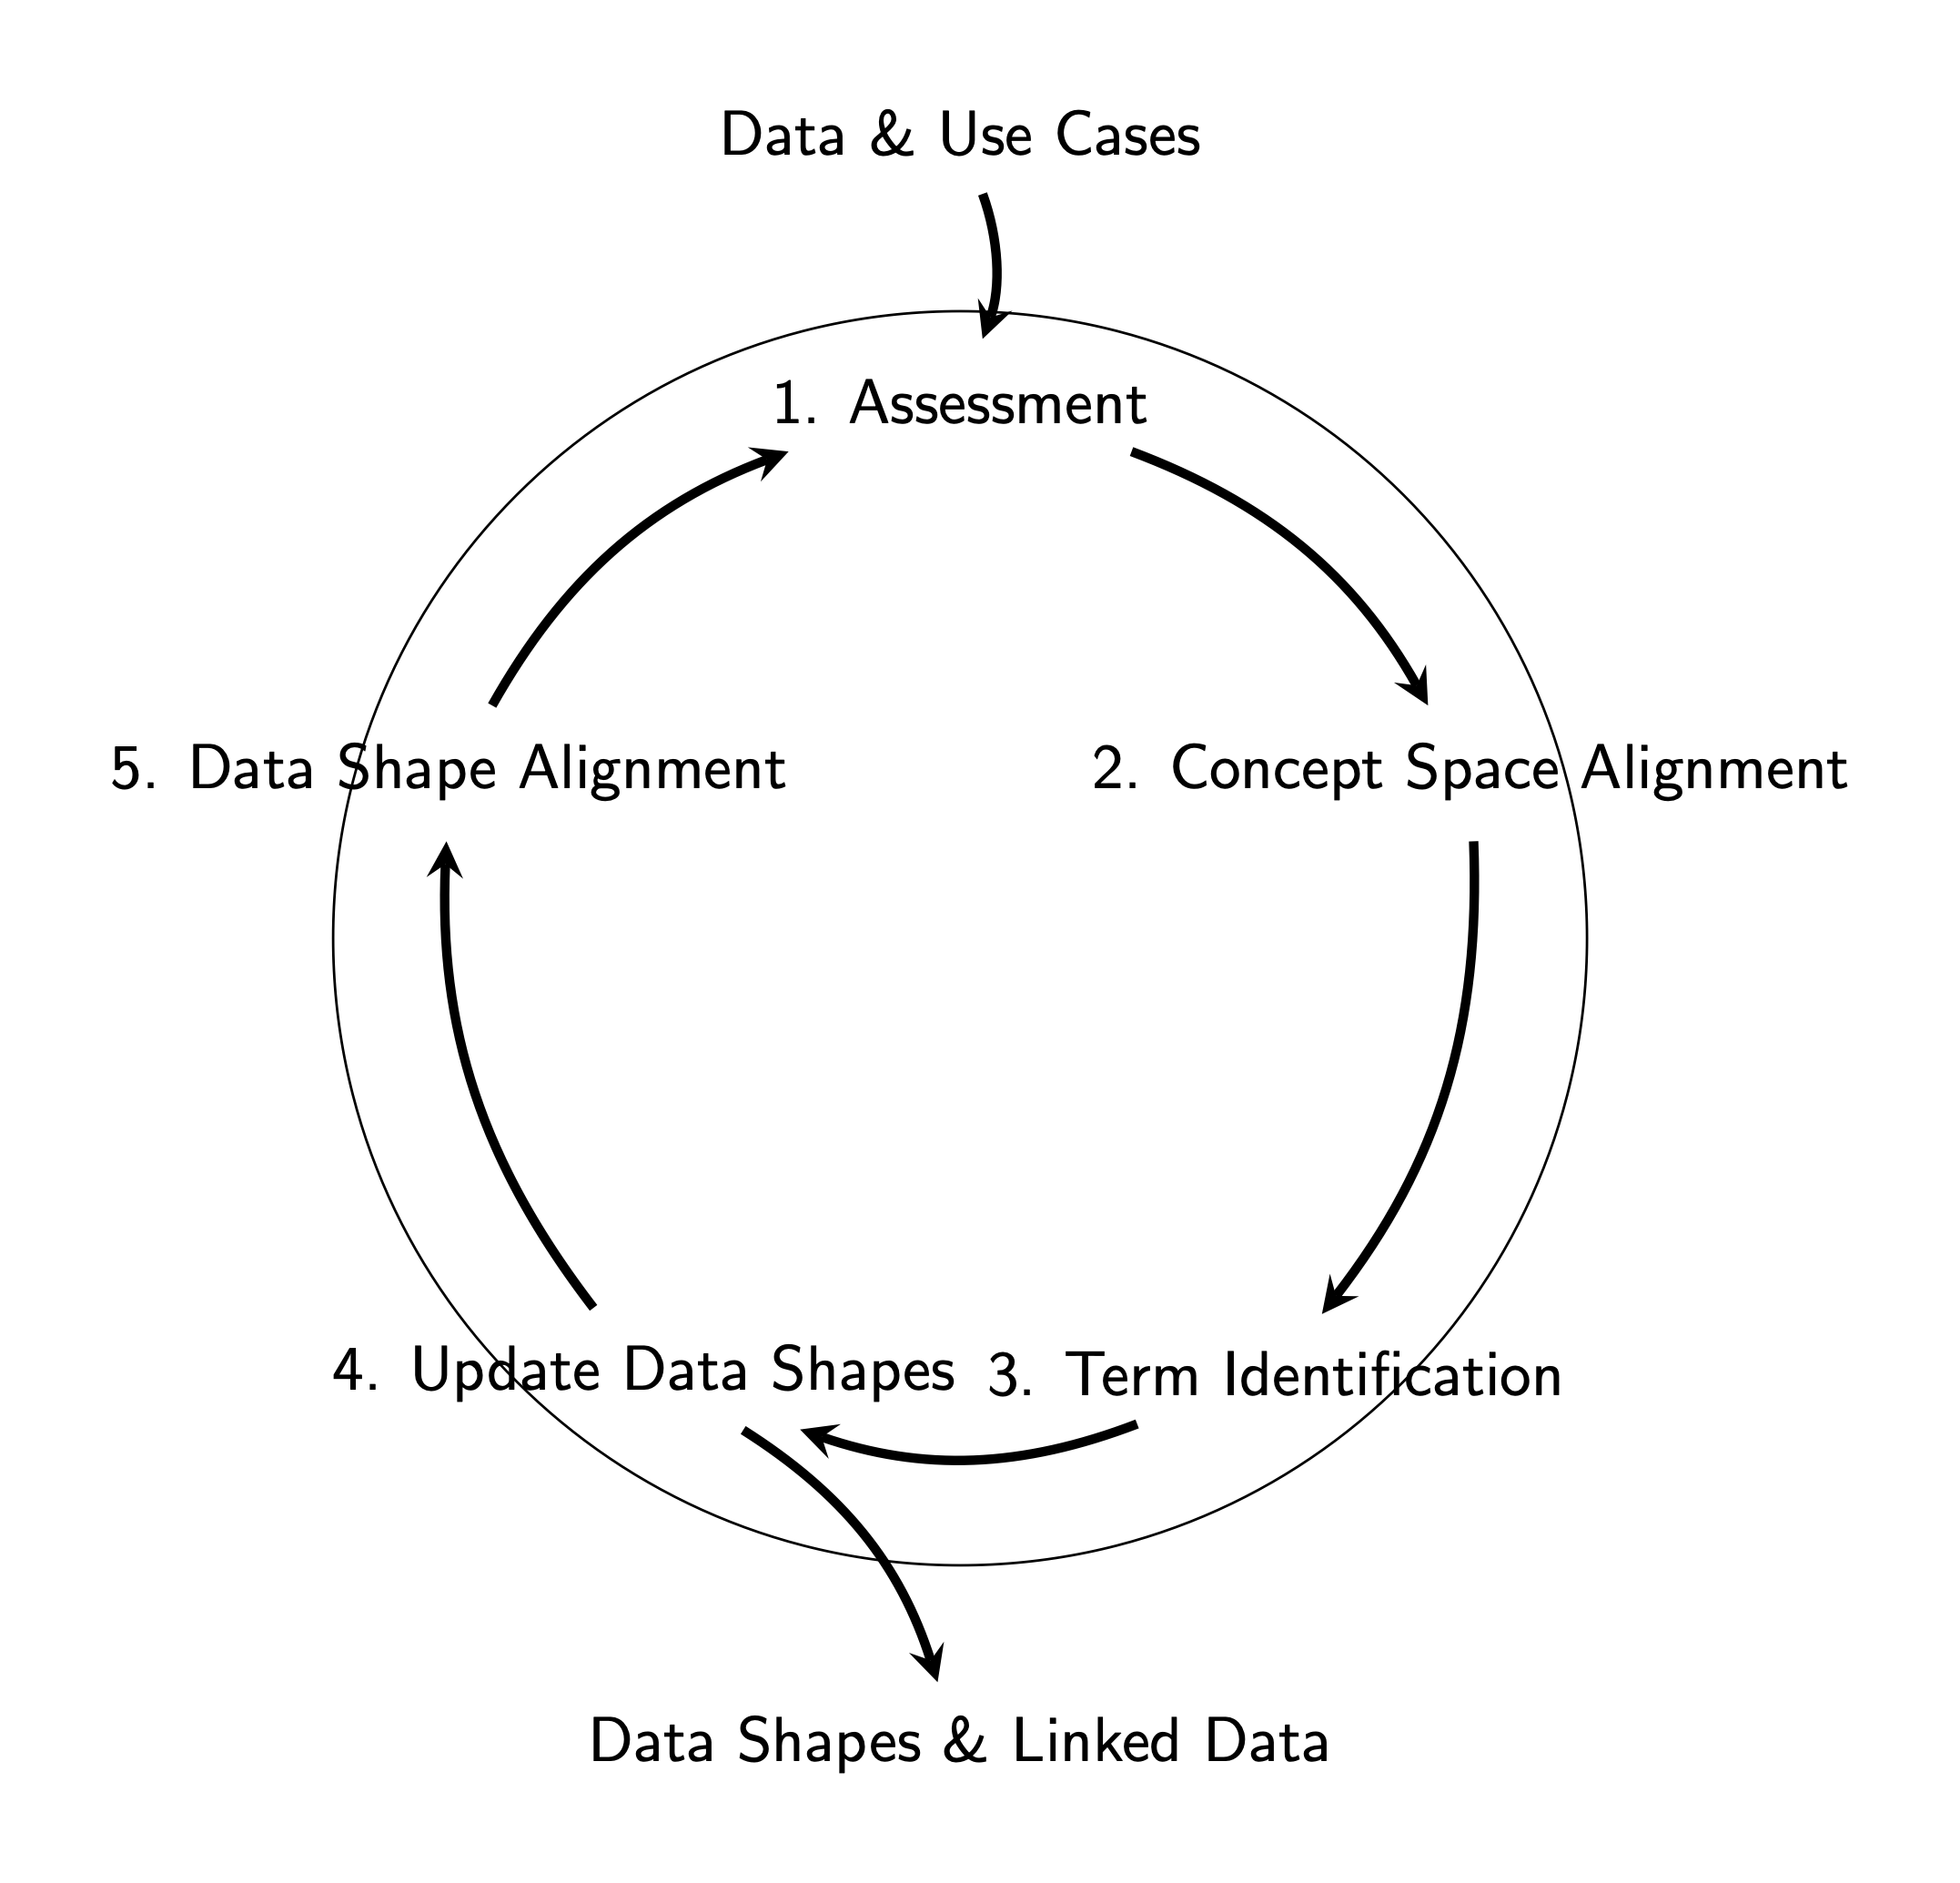 Data & Use Cases
1. Assessment
5. Data Shape Alignment
2. Concept Space Alignment
4. Update Data Shapes
3. Term Identification
Data Shapes & Linked Data